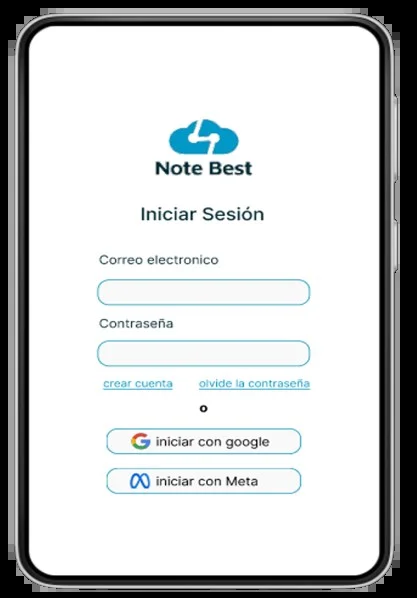 Note Best
Iniciar Sesión
Correo electronico
Contraseña
crear cuenta olvide la contraseña
o
iniciar con google
iniciar con Meta